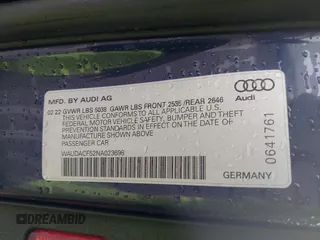 MFD. BY AUDI AG
02 22 GVWR LBS 5038 GAWR LBS FRONT 2535 /REAR 2646
THIS VEHICLE CONFORMS TO ALL APPLICABLE U.S.
FEDERAL MOTOR VEHICLE SAFETY, BUMPER AND THEFT
PREVENTION STANDARDS IN EFFECT ON THE DATE OF
MANUFACTURE SHOWN ABOVE.
PASSENGER CAR
WAUDACF52NA023696
GERMANY
0641761
DREAMBID